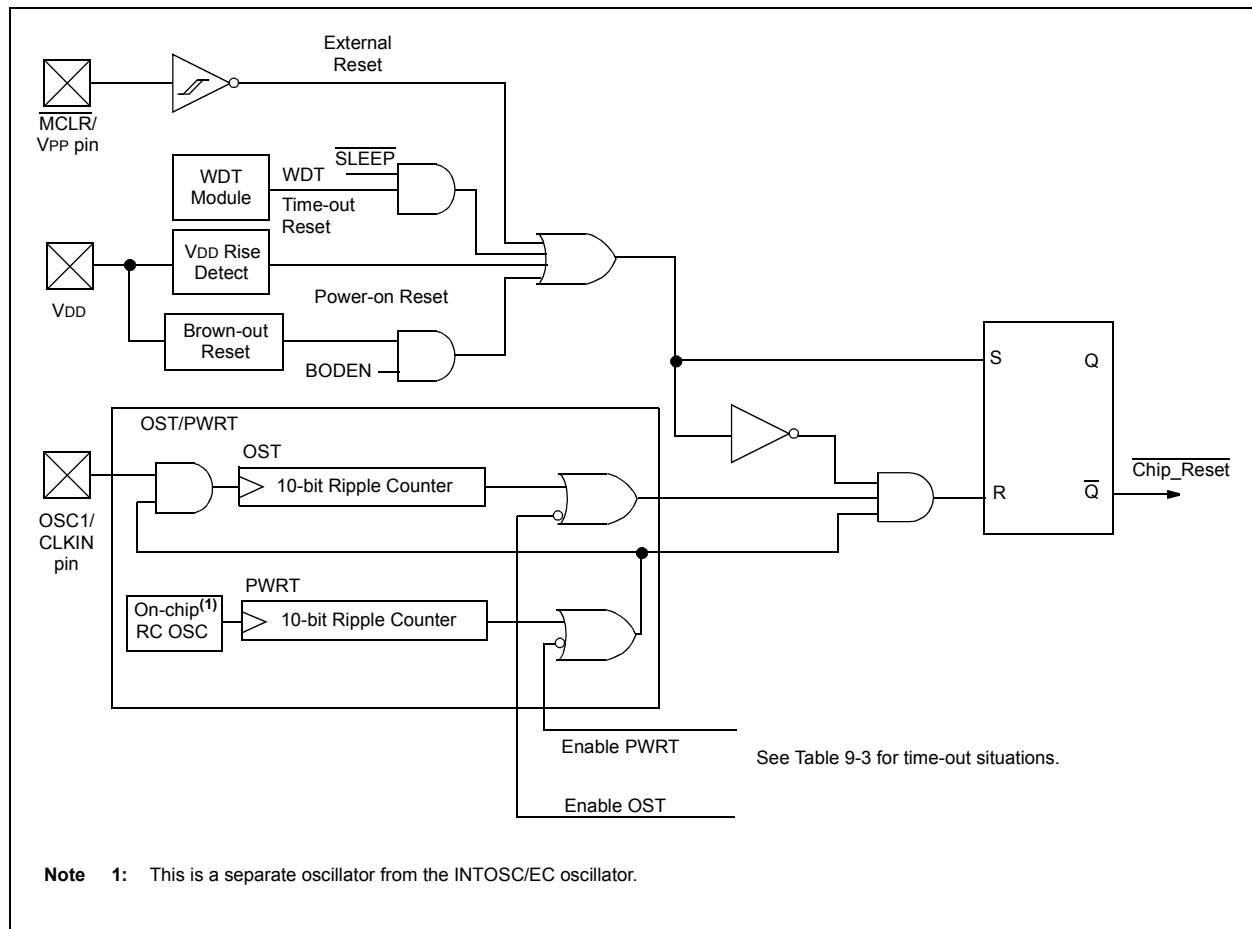 External
Reset
MCLR/
VPP pin
SLEEP
WDT
Module
WDT
Time-out
Reset
VDD
VDD Rise
Detect
Power-on Reset
Brown-out
Reset
BODEN
S
Q
R
Q
Chip_Reset
OST/PWRT
OST
10-bit Ripple Counter
OSC1/
CLKIN
pin
PWRT
On-chip(1)
RC OSC
10-bit Ripple Counter
Enable PWRT
See Table 9-3 for time-out situations.
Enable OST
Note 1: This is a separate oscillator from the INTOSC/EC oscillator.